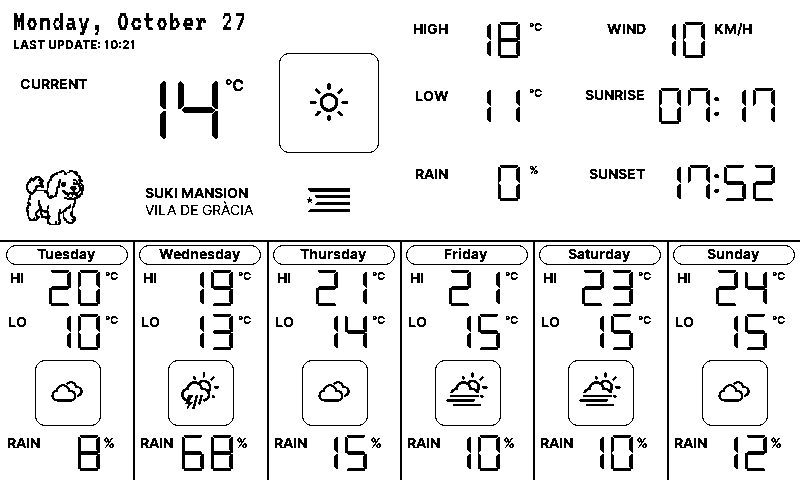 Monday, October 27
LAST UPDATE: 10:21
CURRENT 14 °C
HIGH 18 °C
LOW 11 °C
RAIN 0 %
WIND 10 KM/H
SUNRISE 07:17
SUNSET 17:52
SUKI MANSION
VILA DE GRÀCIA
Tuesday
HI 20 °C
LO 10 °C
RAIN 8 %
Wednesday
HI 19 °C
LO 13 °C
RAIN 68 %
Thursday
HI 21 °C
LO 14 °C
RAIN 15 %
Friday
HI 21 °C
LO 15 °C
RAIN 10 %
Saturday
HI 23 °C
LO 15 °C
RAIN 10 %
Sunday
HI 24 °C
LO 15 °C
RAIN 12 %